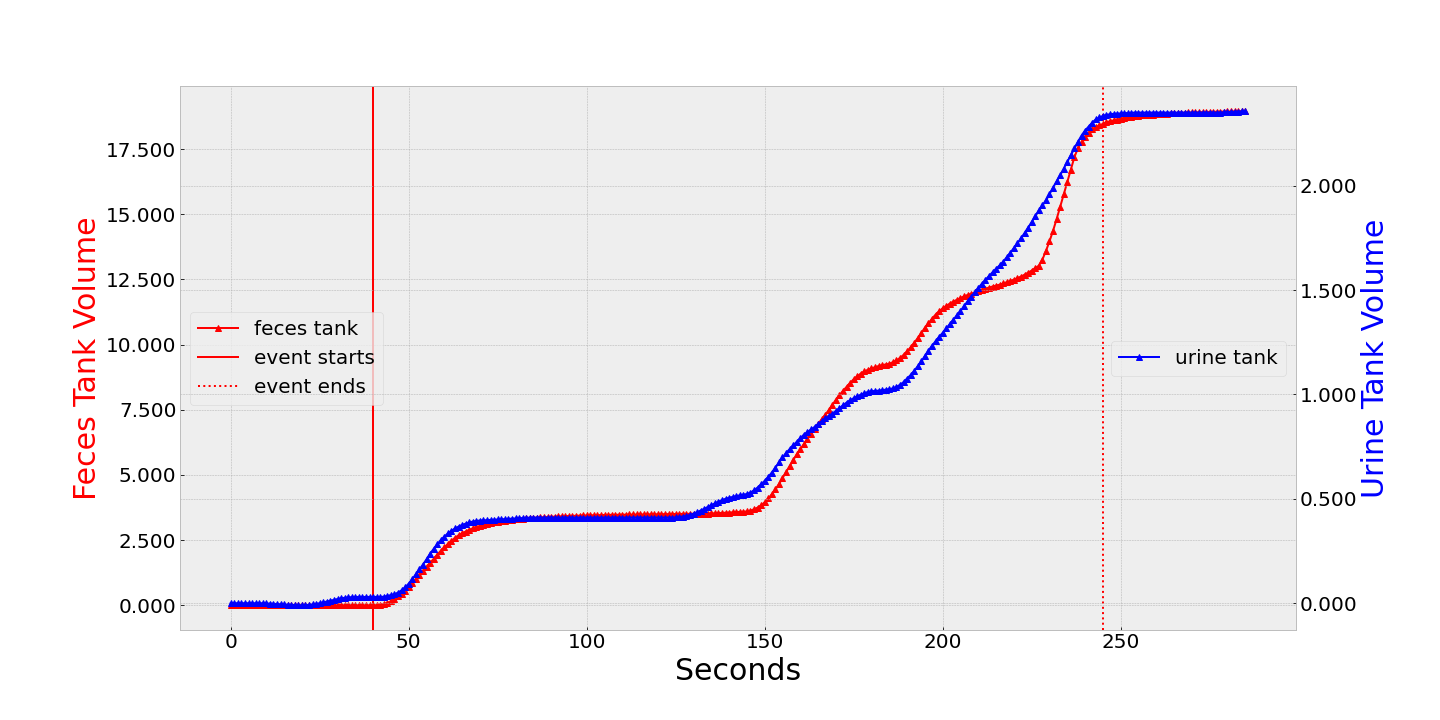 Feces Tank Volume
17.500
15.000
12.500
10.000
7.500
5.000
2.500
0.000
feces tank
event starts
event ends
urine tank
2.000
1.500
1.000
0.500
0.000
Urine Tank Volume
0 50 100 150 200 250
Seconds